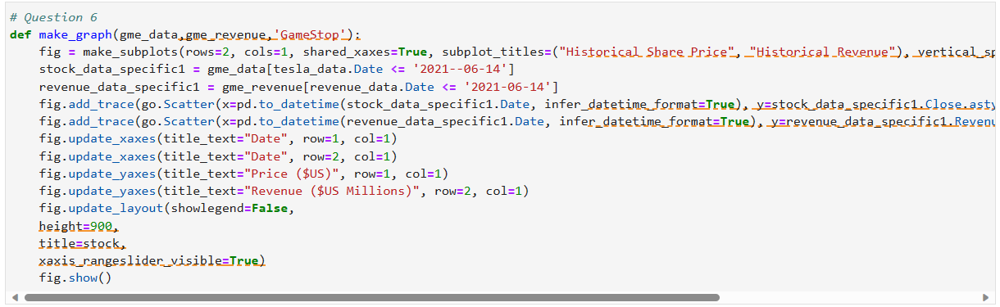 # Question 6
def make_graph(gme_data,gme_revenue,'GameStop'):
    fig = make_subplots(rows=2, cols=1, shared_xaxes=True, subplot_titles=("Historical Share Price", "Historical Revenue"), vertical_sp
    stock_data_specific1 = gme_data[tesla_data.Date <= '2021--06-14']
    revenue_data_specific1 = gme_revenue[revenue_data.Date <= '2021-06-14']
    fig.add_trace(go.Scatter(x=pd.to_datetime(stock_data_specific1.Date, infer_datetime_format=True), y=stock_data_specific1.Close.asty
    fig.add_trace(go.Scatter(x=pd.to_datetime(revenue_data_specific1.Date, infer_datetime_format=True), y=revenue_data_specific1.Revenu
    fig.update_xaxes(title_text="Date", row=1, col=1)
    fig.update_xaxes(title_text="Date", row=2, col=1)
    fig.update_yaxes(title_text="Price ($US)", row=1, col=1)
    fig.update_yaxes(title_text="Revenue ($US Millions)", row=2, col=1)
    fig.update_layout(showlegend=False,
    height=900,
    title=stock,
    xaxis_rangeslider_visible=True)
    fig.show()